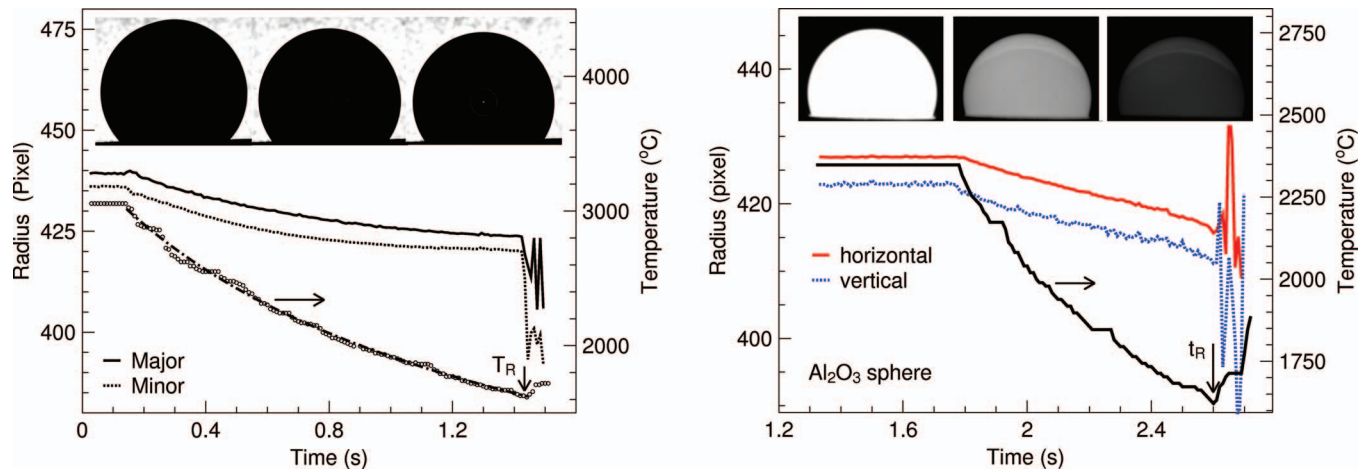 475
450
425
400
Radius (Pixel)
4000
3000
2000
Temperature (°C)
T_R
Major
Minor
0
0.4
0.8
1.2
Time (s)
440
420
400
Radius (pixel)
2750
2500
2250
2000
1750
Temperature (°C)
horizontal
vertical
t_R
Al₂O₃ sphere
1.2
1.6
2
2.4
Time (s)